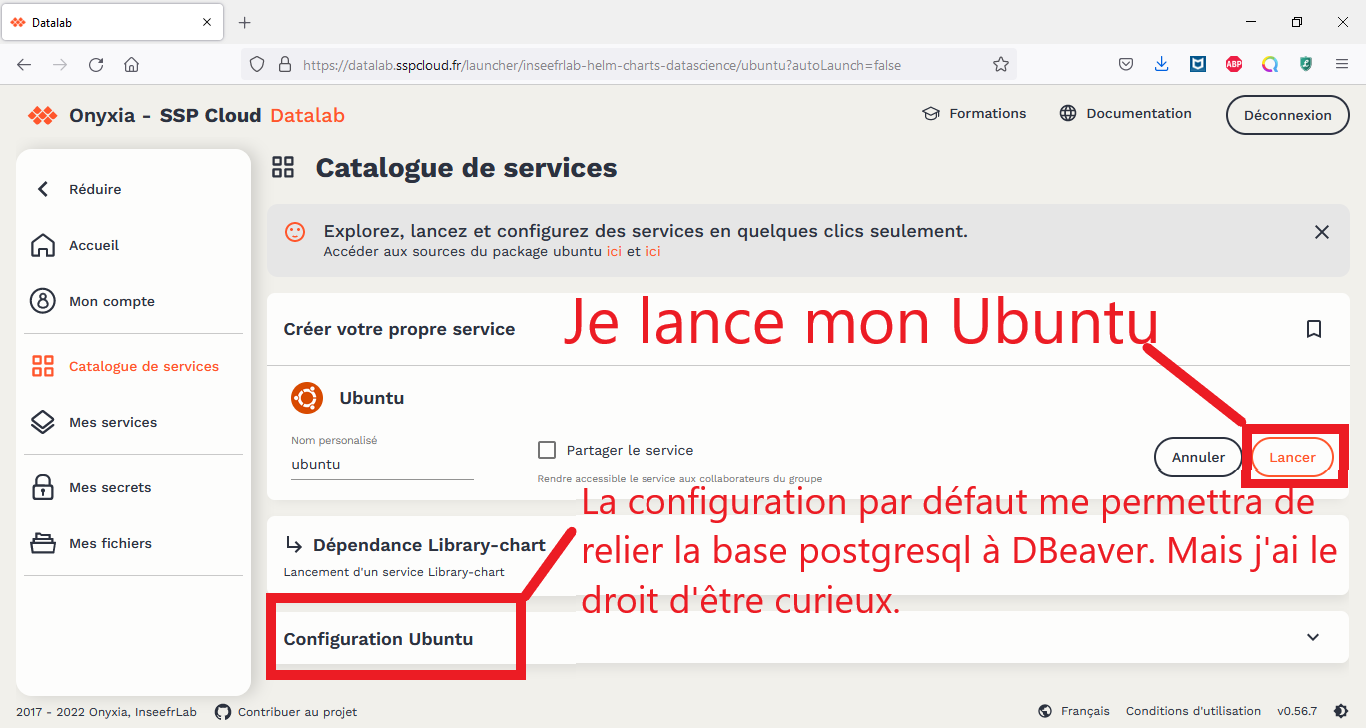 Datalab
https://datalab.sspcloud.fr/launcher/inseefrlab-helm-charts-datascience/ubuntu?autoLaunch=false
ABP
Onyxia - SSP Cloud Datalab
Formations
Documentation
Déconnexion
Réduire
Accueil
Mon compte
Catalogue de services
Mes services
Mes secrets
Mes fichiers
Catalogue de services
Explorez, lancez et configurez des services en quelques clics seulement.
Accéder aux sources du package ubuntu ici et ici
Je lance mon Ubuntu
Créer votre propre service
Ubuntu
Nom personalisé
ubuntu
Partager le service
Rendre accessible le service aux collaborateurs du groupe
Annuler
Lancer
La configuration par défaut me permettra de
relier la base postgresql à DBeaver. Mais j'ai le
droit d'être curieux.
Dépendance Library-chart
Lancement d'un service Library-chart
Configuration Ubuntu
2017 - 2022 Onyxia, InseefrLab
Contribuer au projet
Français
Conditions d'utilisation
v0.56.7